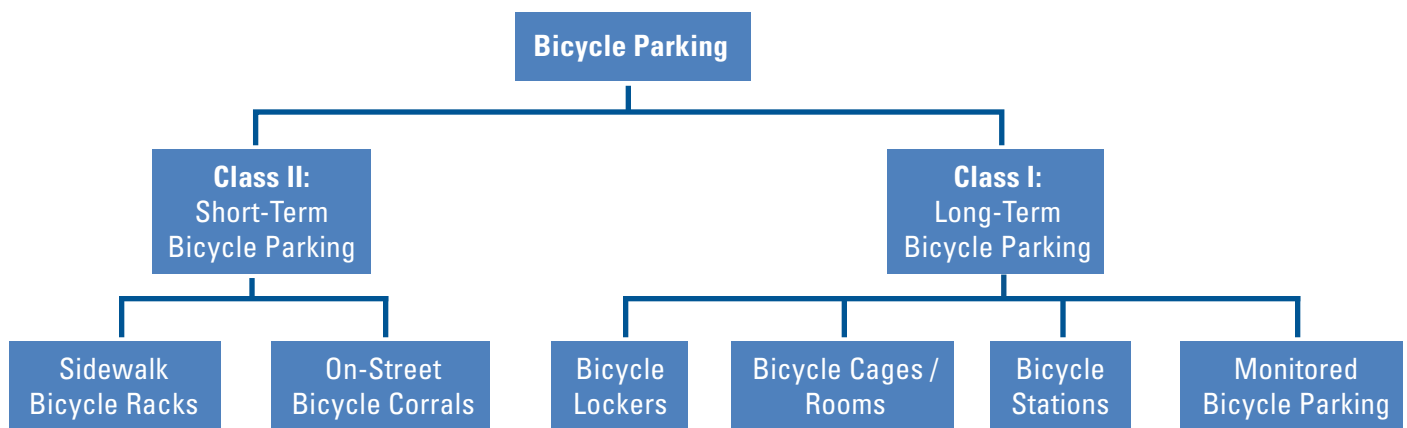 Bicycle Parking
Class II:
Short-Term
Bicycle Parking
Class I:
Long-Term
Bicycle Parking
Sidewalk
Bicycle Racks
On-Street
Bicycle Corrals
Bicycle
Lockers
Bicycle Cages /
Rooms
Bicycle
Stations
Monitored
Bicycle Parking